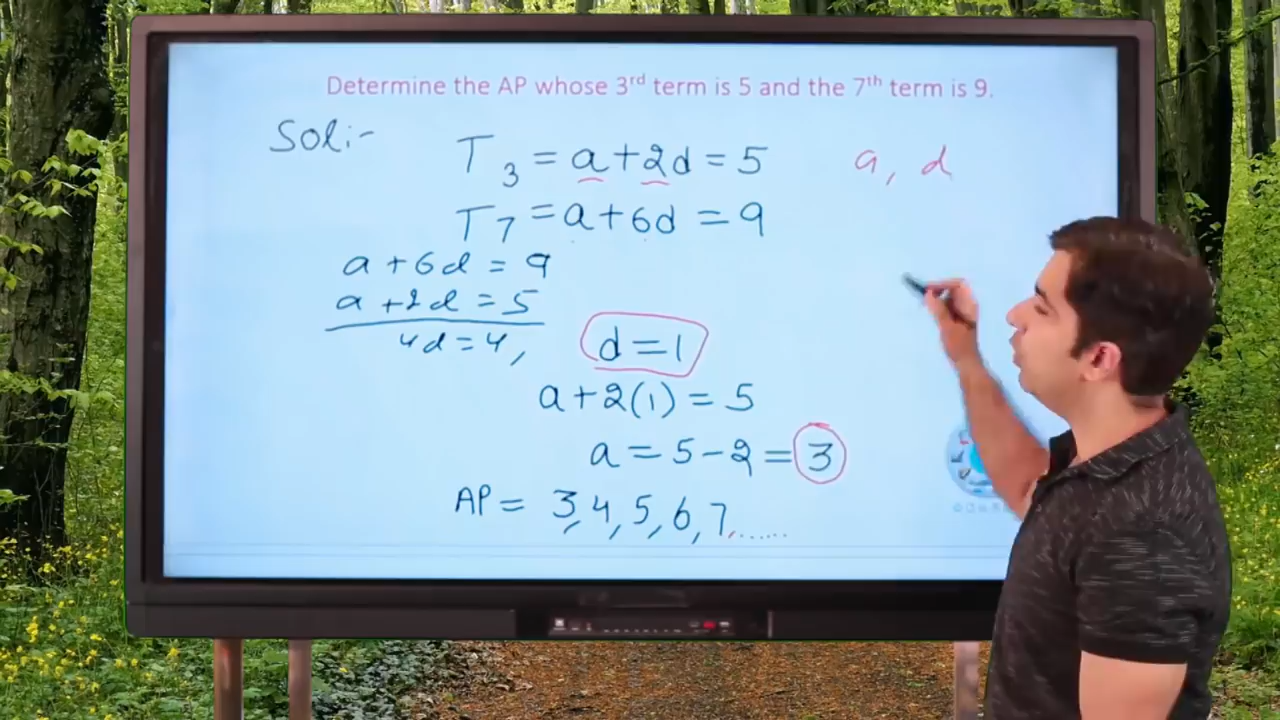 Determine the AP whose 3rd term is 5 and the 7th term is 9.
Sol:-
T3 = a+2d = 5
a, d
T7 = a+6d = 9
a + 6d = 9
a + 2d = 5
4d = 4,
d = 1
a + 2(1) = 5
a = 5 - 2 = 3
AP = 3, 4, 5, 6, 7, ......